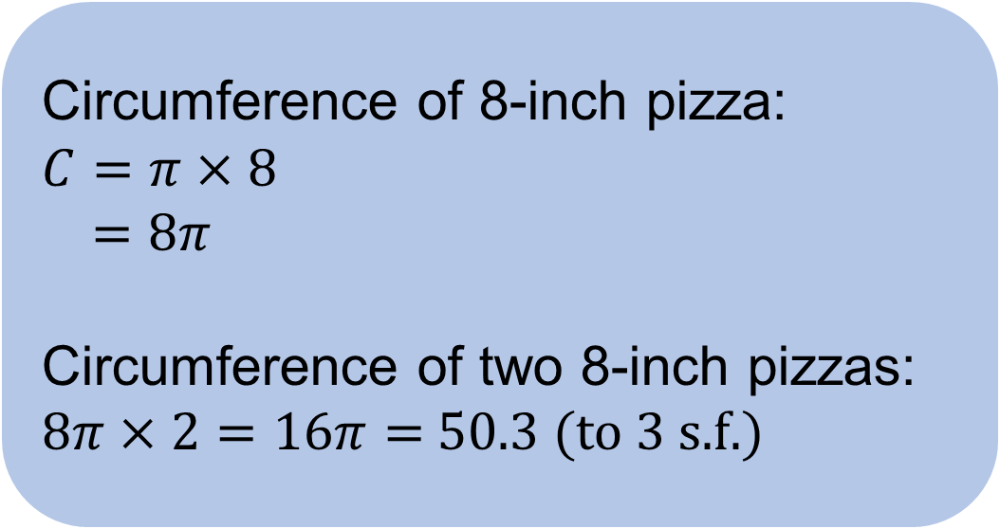 Circumference of 8-inch pizza:
𝐶 = 𝜋 × 8
= 8𝜋
Circumference of two 8-inch pizzas:
8𝜋 × 2 = 16𝜋 = 50.3 (to 3 s.f.)